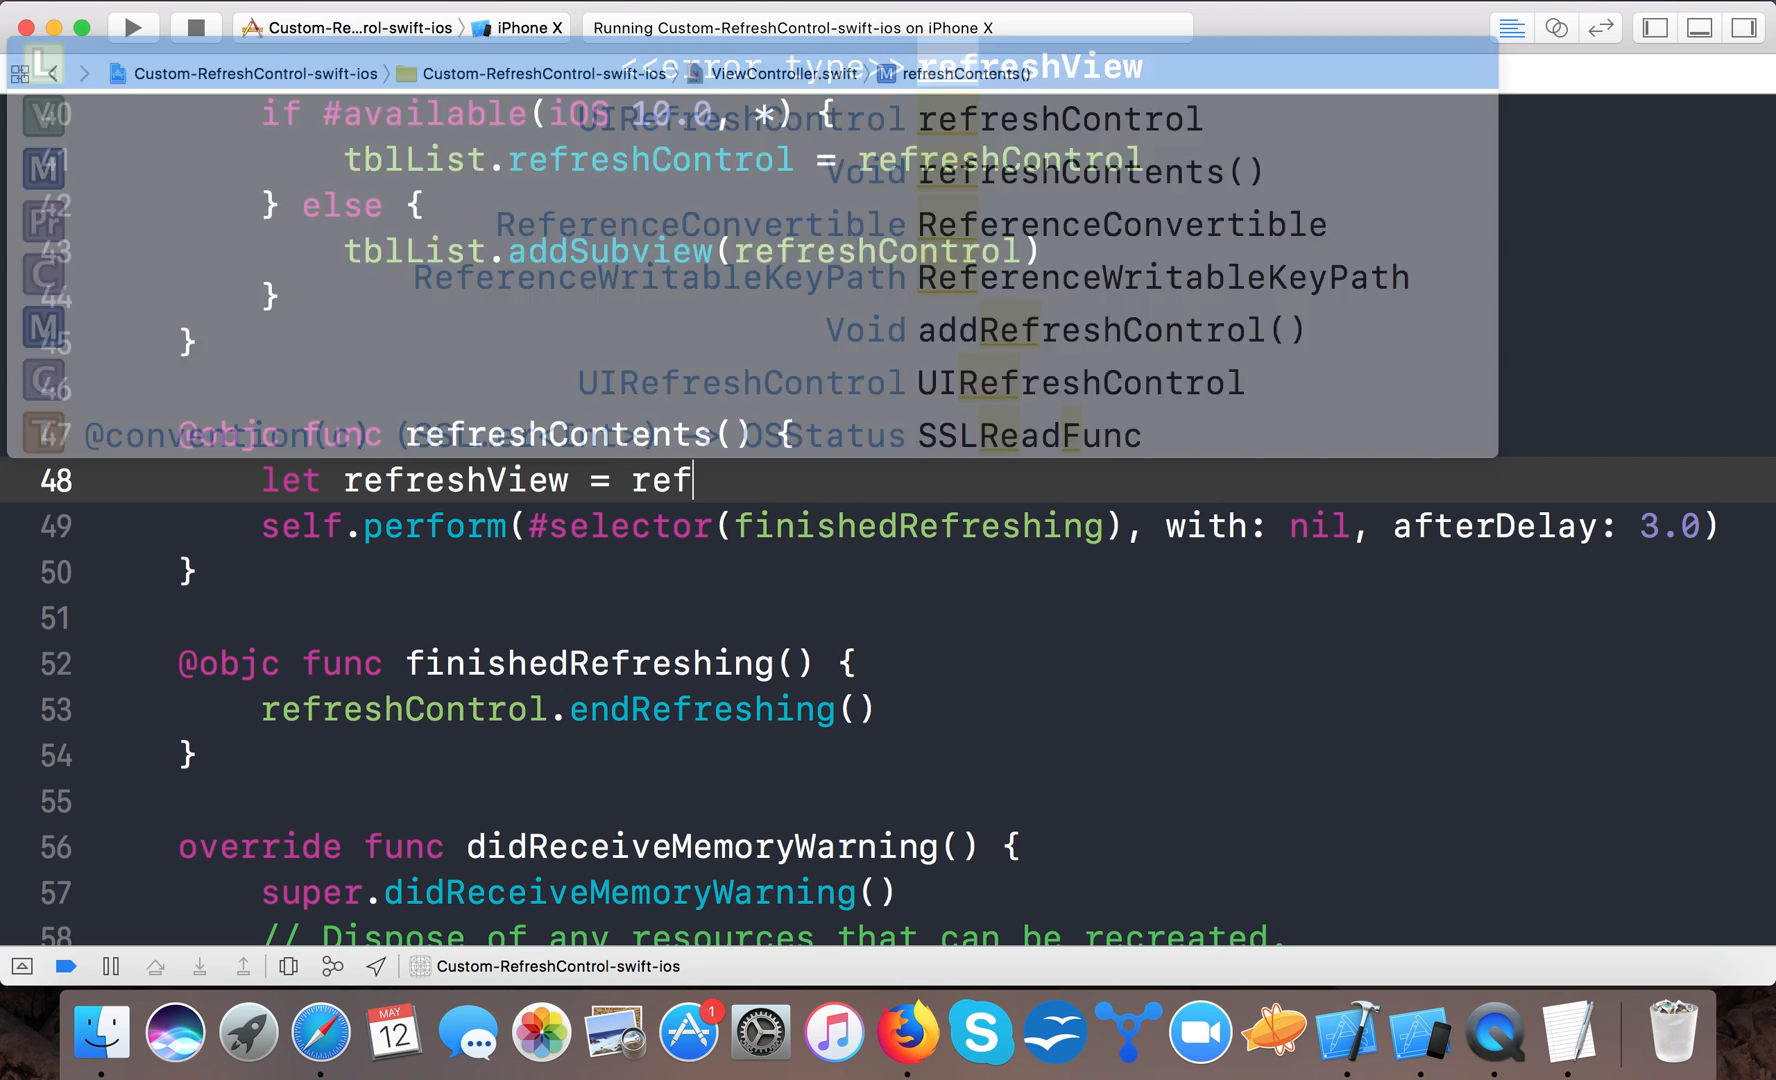 Custom-Re...rol-swift-ios
iPhone X
Running Custom-RefreshControl-swift-ios on iPhone X
L
<<error type>> refreshView
Custom-RefreshControl-swift-ios
Custom-RefreshControl-swift-ios
ViewController.swift
M
refreshContents()
V
UIRefreshControl refreshControl
40 if #available(iOS 10.0, *) {
M
Void refreshContents()
41 tblList.refreshControl = refreshControl
Pr
ReferenceConvertible ReferenceConvertible
42 } else {
C
ReferenceWritableKeyPath ReferenceWritableKeyPath
43 tblList.addSubview(refreshControl)
44 }
M
Void addRefreshControl()
45 }
C
UIRefreshControl UIRefreshControl
46
T
OSStatus SSLReadFunc
47 @objc func refreshContents() {
48 let refreshView = ref
49 self.perform(#selector(finishedRefreshing), with: nil, afterDelay: 3.0)
50 }
51
52 @objc func finishedRefreshing() {
53 refreshControl.endRefreshing()
54 }
55
56 override func didReceiveMemoryWarning() {
57 super.didReceiveMemoryWarning()
58 // Dispose of any resources that can be recreated.
Custom-RefreshControl-swift-ios
MAY
12
1